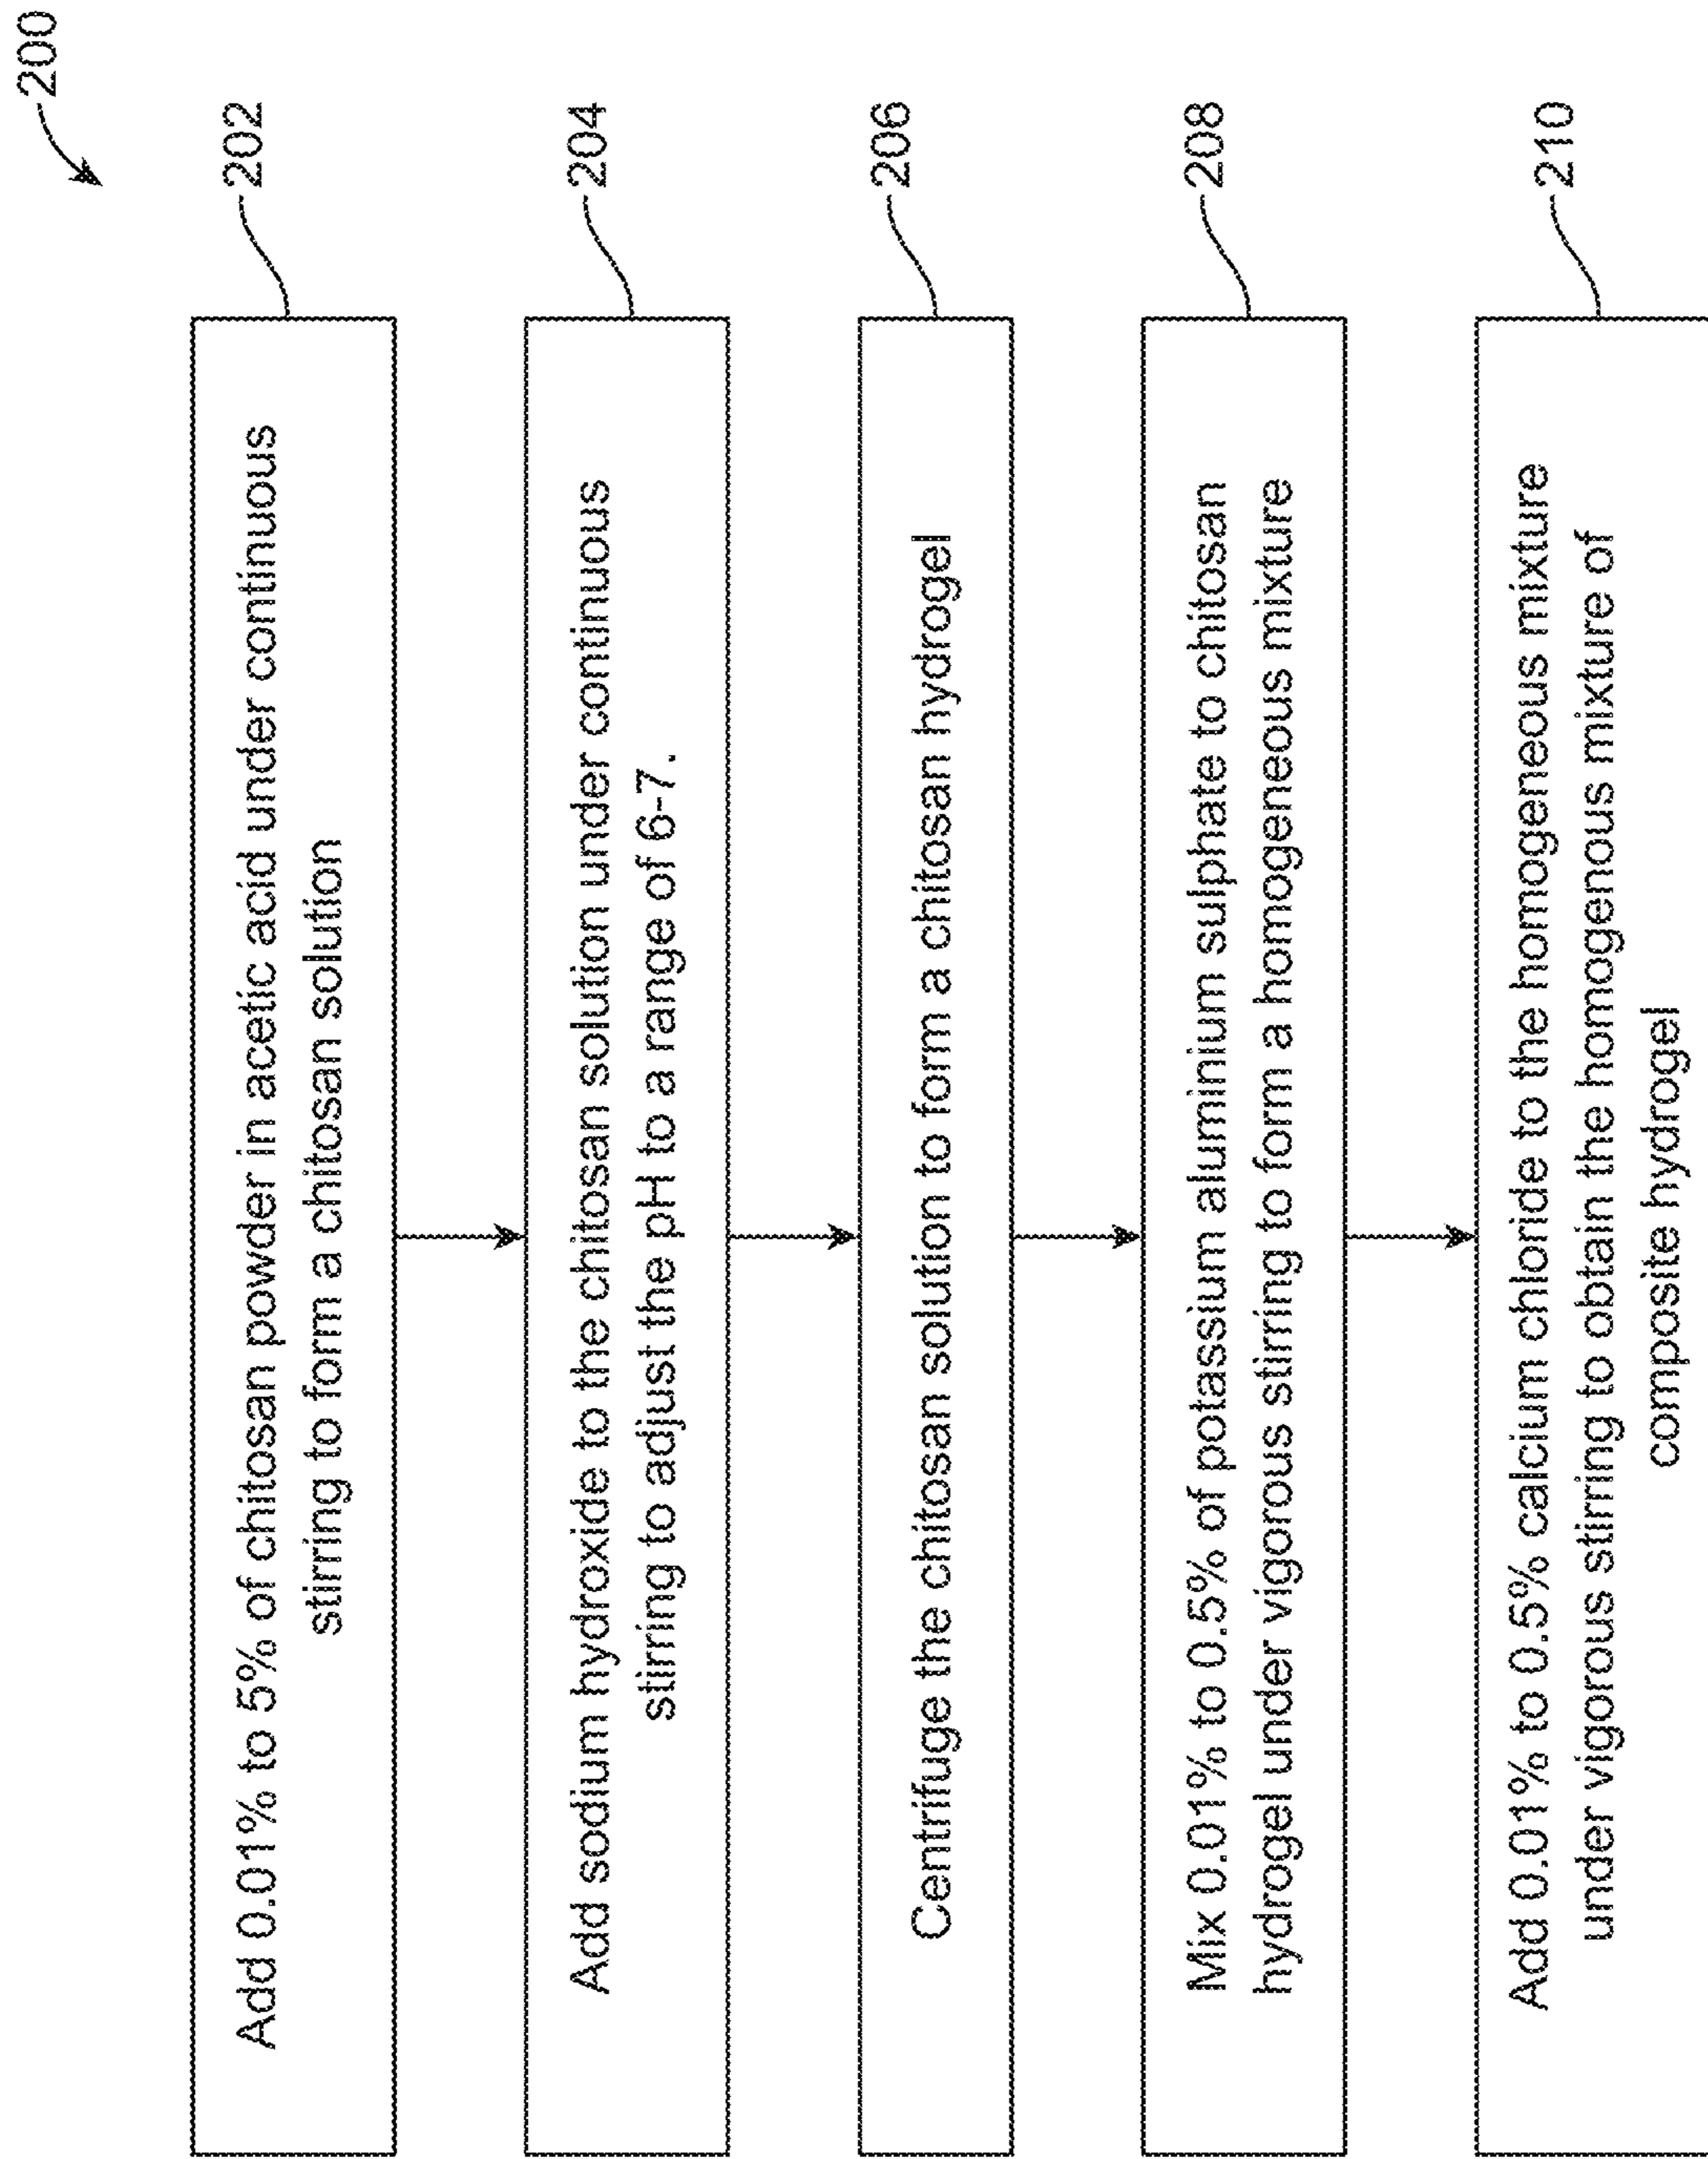 200
Add 0.01% to 5% of chitosan powder in acetic acid under continuous
stirring to form a chitosan solution
202
Add sodium hydroxide to the chitosan solution under continuous
stirring to adjust the pH to a range of 6-7.
204
Centrifuge the chitosan solution to form a chitosan hydrogel
206
Mix 0.01% to 0.5% of potassium aluminium sulphate to chitosan
hydrogel under vigorous stirring to form a homogeneous mixture
208
Add 0.01% to 0.5% calcium chloride to the homogeneous mixture
under vigorous stirring to obtain the homogenous mixture of
composite hydrogel
210